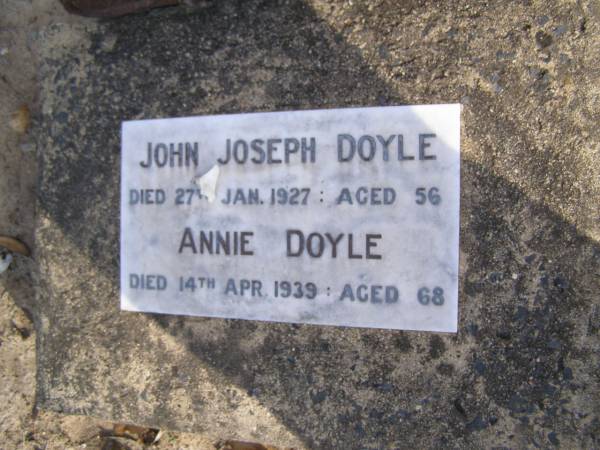 JOHN JOSEPH DOYLE
DIED 27TH JAN. 1927 : AGED 56
ANNIE DOYLE
DIED 14TH APR. 1939 : AGED 68